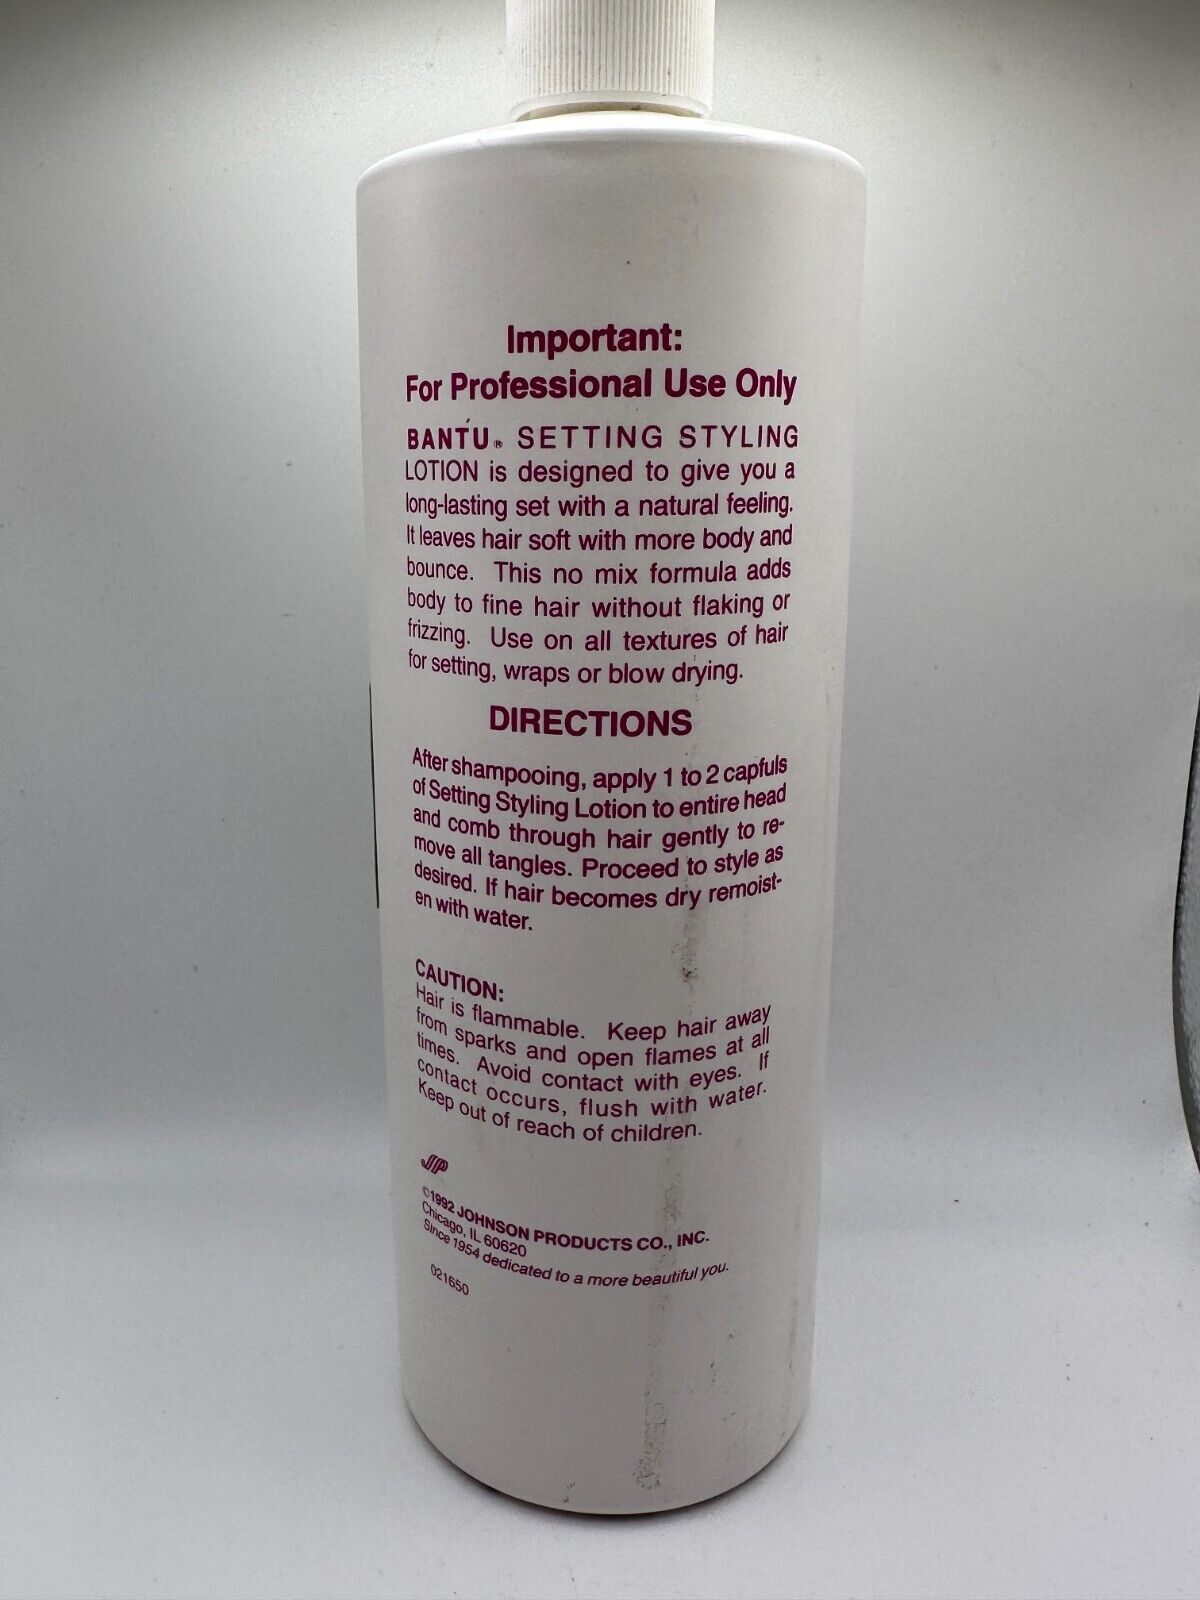 Important:
For Professional Use Only
BANTU® SETTING STYLING
LOTION is designed to give you a
long-lasting set with a natural feeling.
It leaves hair soft with more body and
bounce. This no mix formula adds
body to fine hair without flaking or
frizzing. Use on all textures of hair
for setting, wraps or blow drying.
DIRECTIONS
After shampooing, apply 1 to 2 capfuls
of Setting Styling Lotion to entire head
and comb through hair gently to re-
move all tangles. Proceed to style as
desired. If hair becomes dry remoist-
en with water.
CAUTION:
Hair is flammable. Keep hair away
from sparks and open flames at all
times. Avoid contact with eyes. If
contact occurs, flush with water.
Keep out of reach of children.
JP
©1992 JOHNSON PRODUCTS CO., INC.
Chicago, IL 60620
Since 1954 dedicated to a more beautiful you.
021650